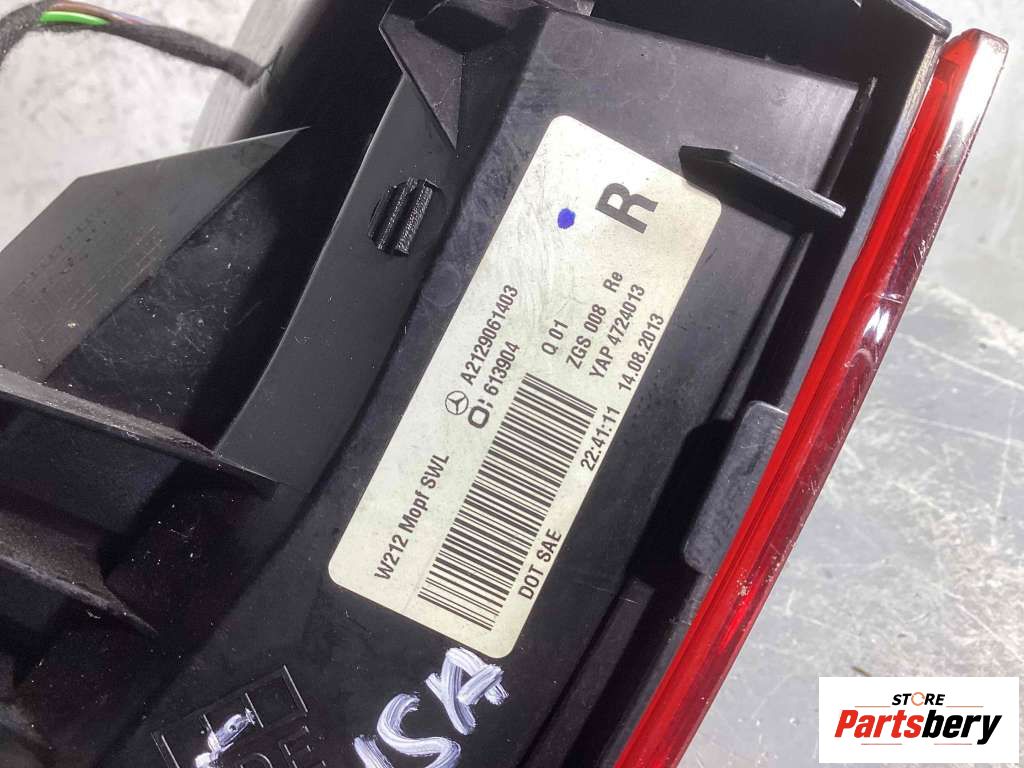 R
A2129061403
O: 613904
Q 01
ZGS 008 Re
YAP 4724013
22:41:11 14.08.2013
W212 Mopf SWL
DOT SAE
STORE
Partsbery